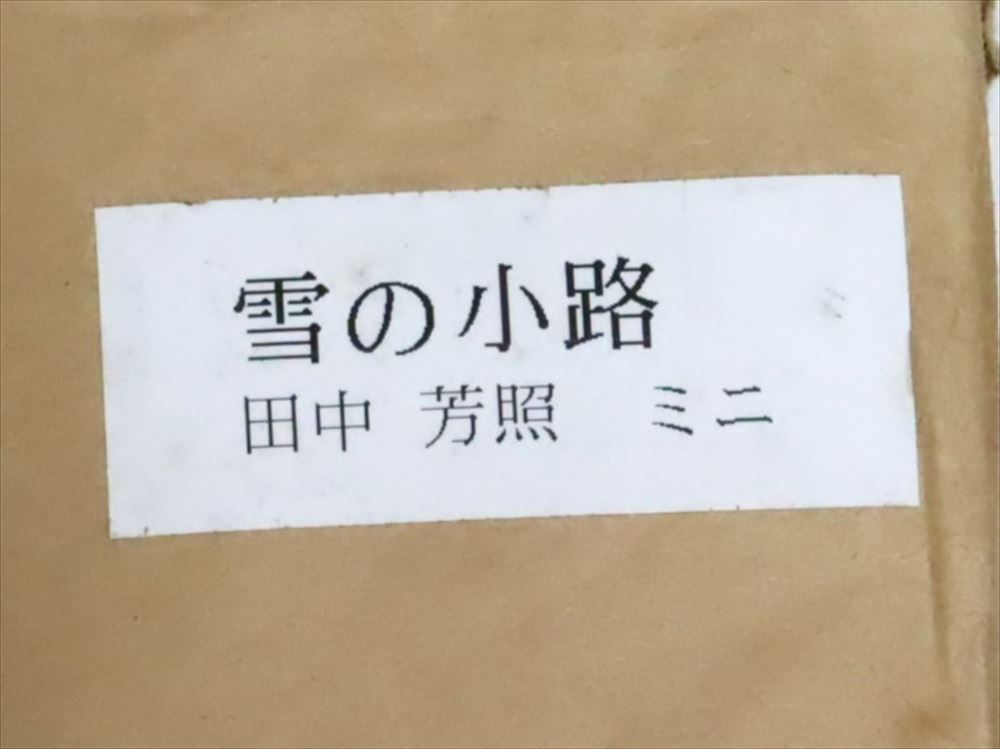 雪の小路
田中 芳照　ミニ